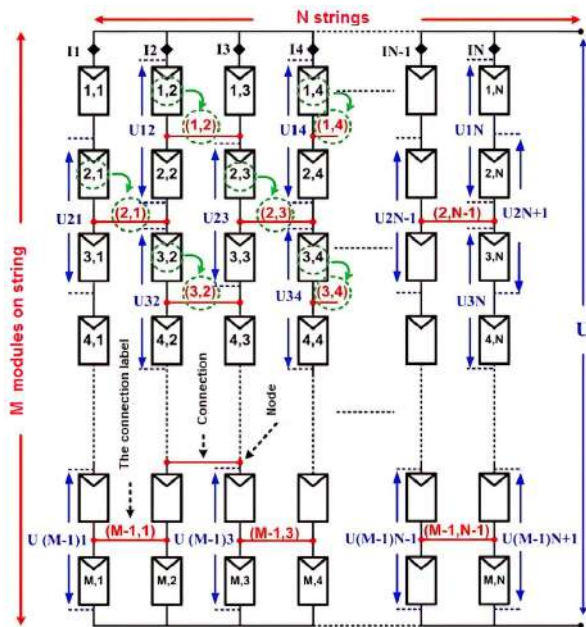 N strings
I1 I2 I3 I4 IN-1 IN
1,1 1,2 1,3 1,4 1,N
U12 (1,2) U14 (1,4) U1N
2,1 2,2 2,3 2,4 2,N
U21 (2,1) U23 (2,3) U2N-1 (2,N-1) U2N+1
3,1 3,2 3,3 3,4 3,N
U32 (3,2) U34 (3,4) U3N
4,1 4,2 4,3 4,4 4,N
U
M modules on string
The connection label
Connection
Node
U (M-1)1 (M-1,1) U (M-1)3 (M-1,3) U(M-1)N-1 (M-1,N-1) U(M-1)N+1
M,1 M,2 M,3 M,4 M,N